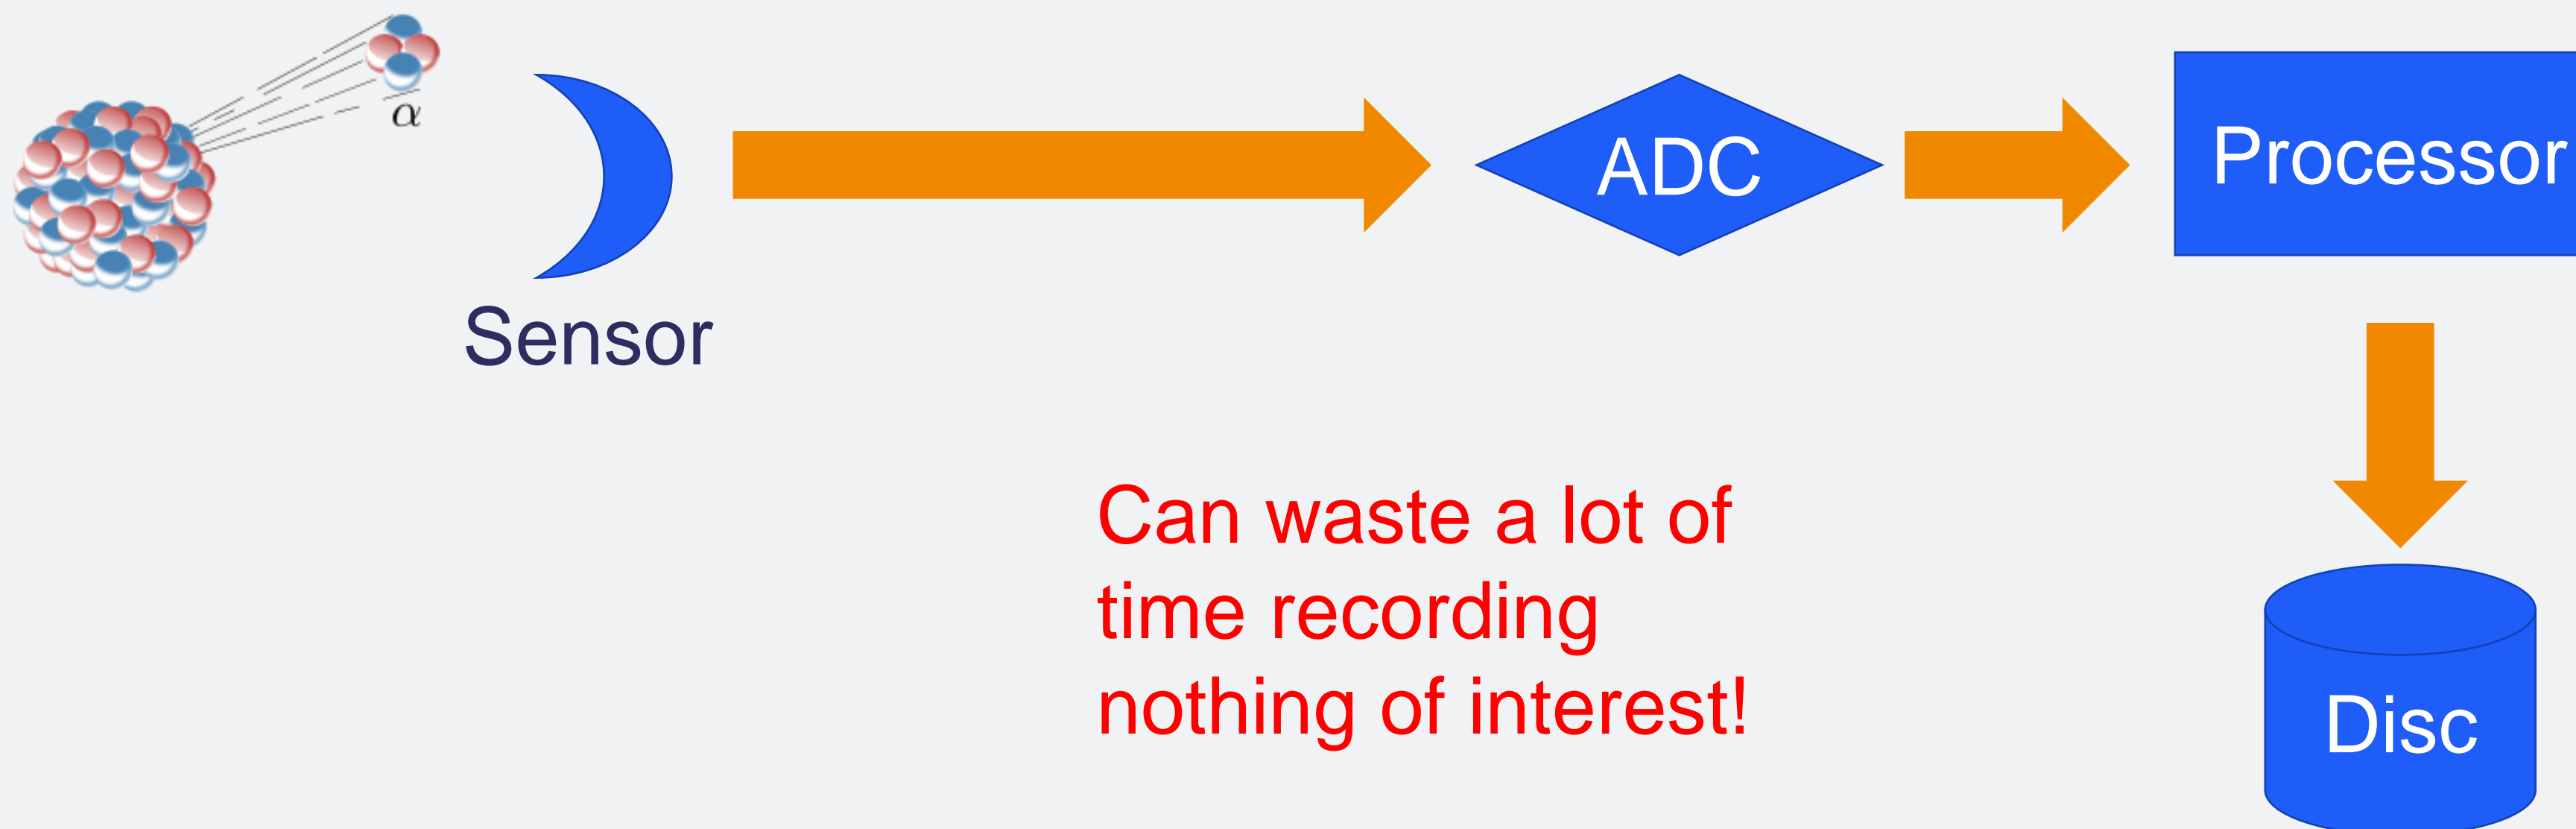 α
ADC
Processor
Sensor
Can waste a lot of
time recording
nothing of interest!
Disc